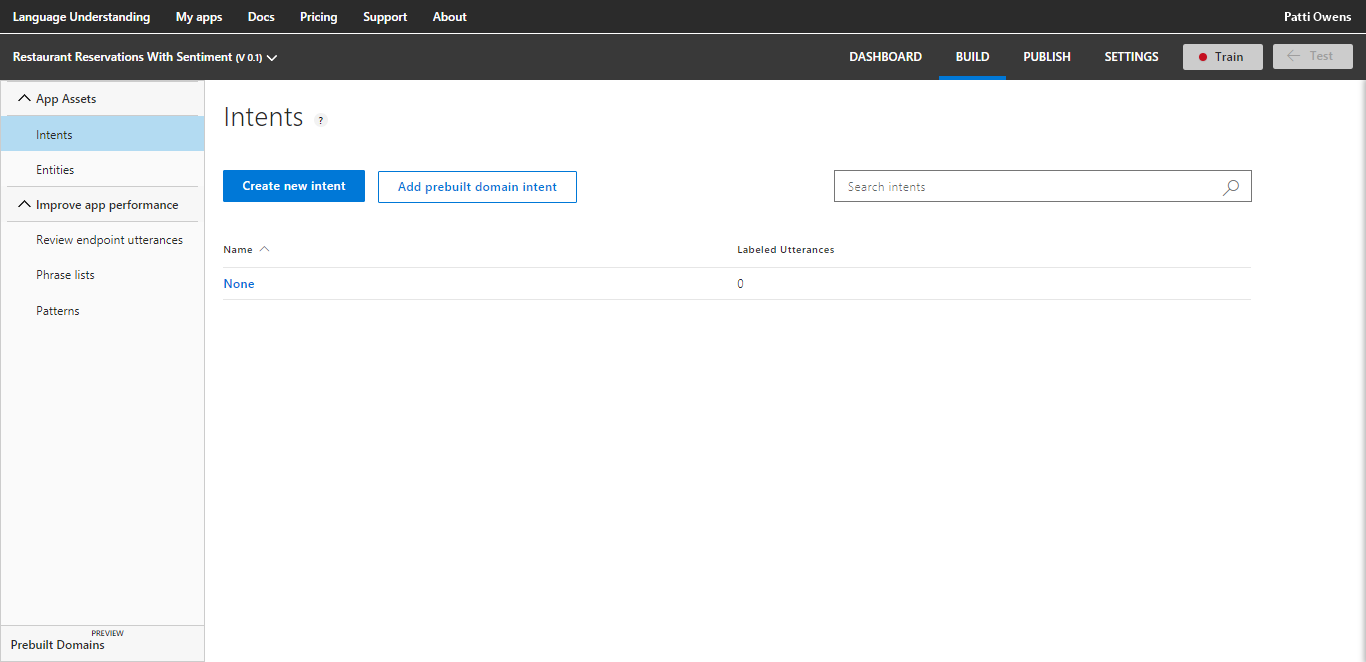 Language Understanding My apps Docs Pricing Support About Patti Owens
Restaurant Reservations With Sentiment (V 0.1) DASHBOARD BUILD PUBLISH SETTINGS Train Test
App Assets
Intents
Entities
Improve app performance
Review endpoint utterances
Phrase lists
Patterns
PREVIEW
Prebuilt Domains
Intents ?
Create new intent Add prebuilt domain intent Search intents
Name Labeled Utterances
None 0